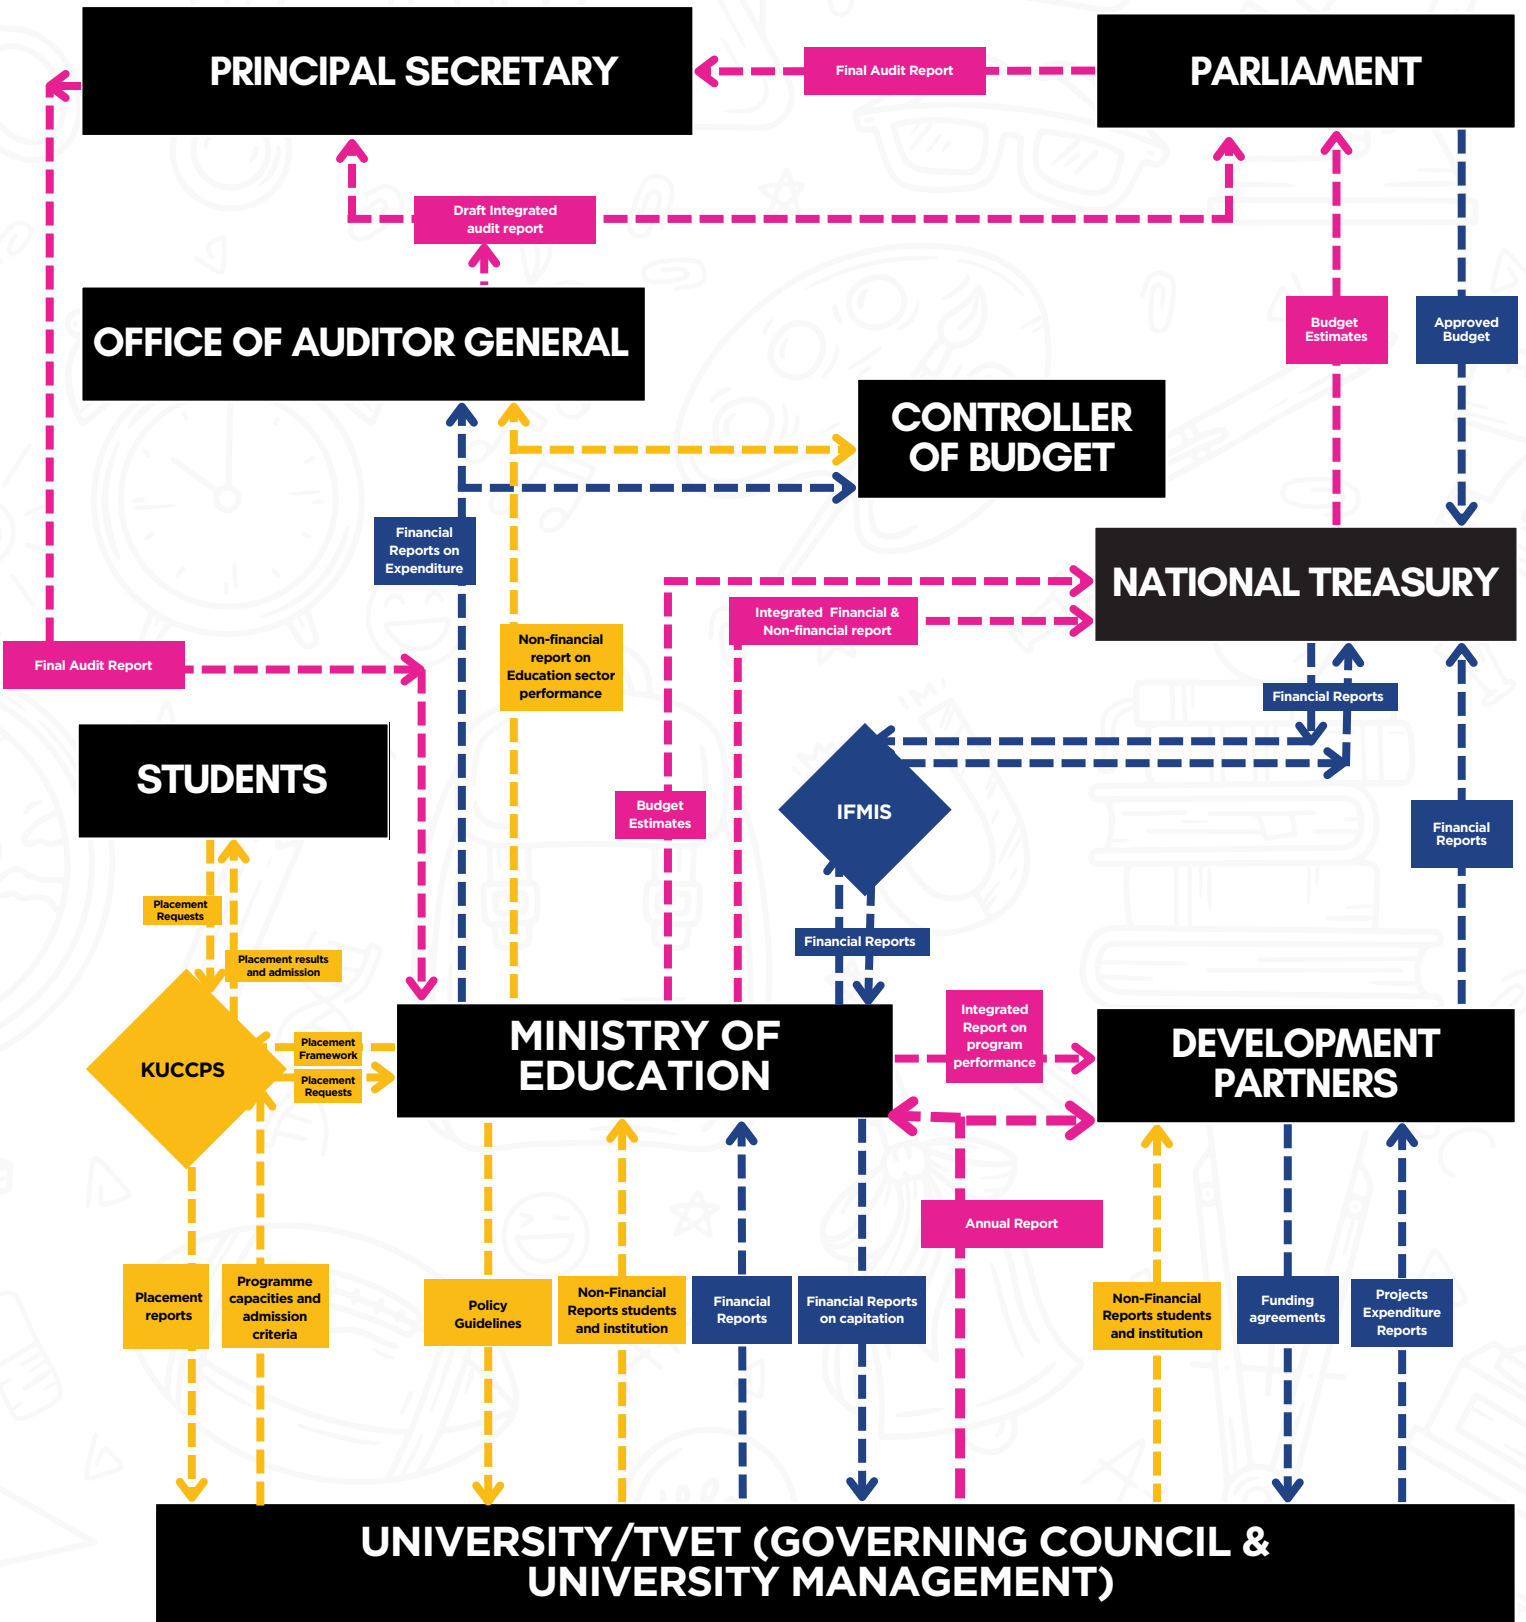 PRINCIPAL SECRETARY
Final Audit Report
PARLIAMENT
Draft Integrated
audit report
OFFICE OF AUDITOR GENERAL
Budget
Estimates
Approved
Budget
CONTROLLER
OF BUDGET
Financial
Reports on
Expenditure
NATIONAL TREASURY
Integrated Financial &
Non-financial report
Non-financial
report on
Education sector
performance
Final Audit Report
Financial Reports
STUDENTS
Budget
Estimates
IFMIS
Financial
Reports
Placement
Requests
Financial Reports
Placement results
and admission
KUCCPS
Placement
Framework
Placement
Requests
MINISTRY OF
EDUCATION
Integrated
Report on
program
performance
DEVELOPMENT
PARTNERS
Annual Report
Placement
reports
Programme
capacities and
admission
criteria
Policy
Guidelines
Non-Financial
Reports students
and institution
Financial
Reports
Financial Reports
on capitation
Non-Financial
Reports students
and institution
Funding
agreements
Projects
Expenditure
Reports
UNIVERSITY/TVET (GOVERNING COUNCIL &
UNIVERSITY MANAGEMENT)